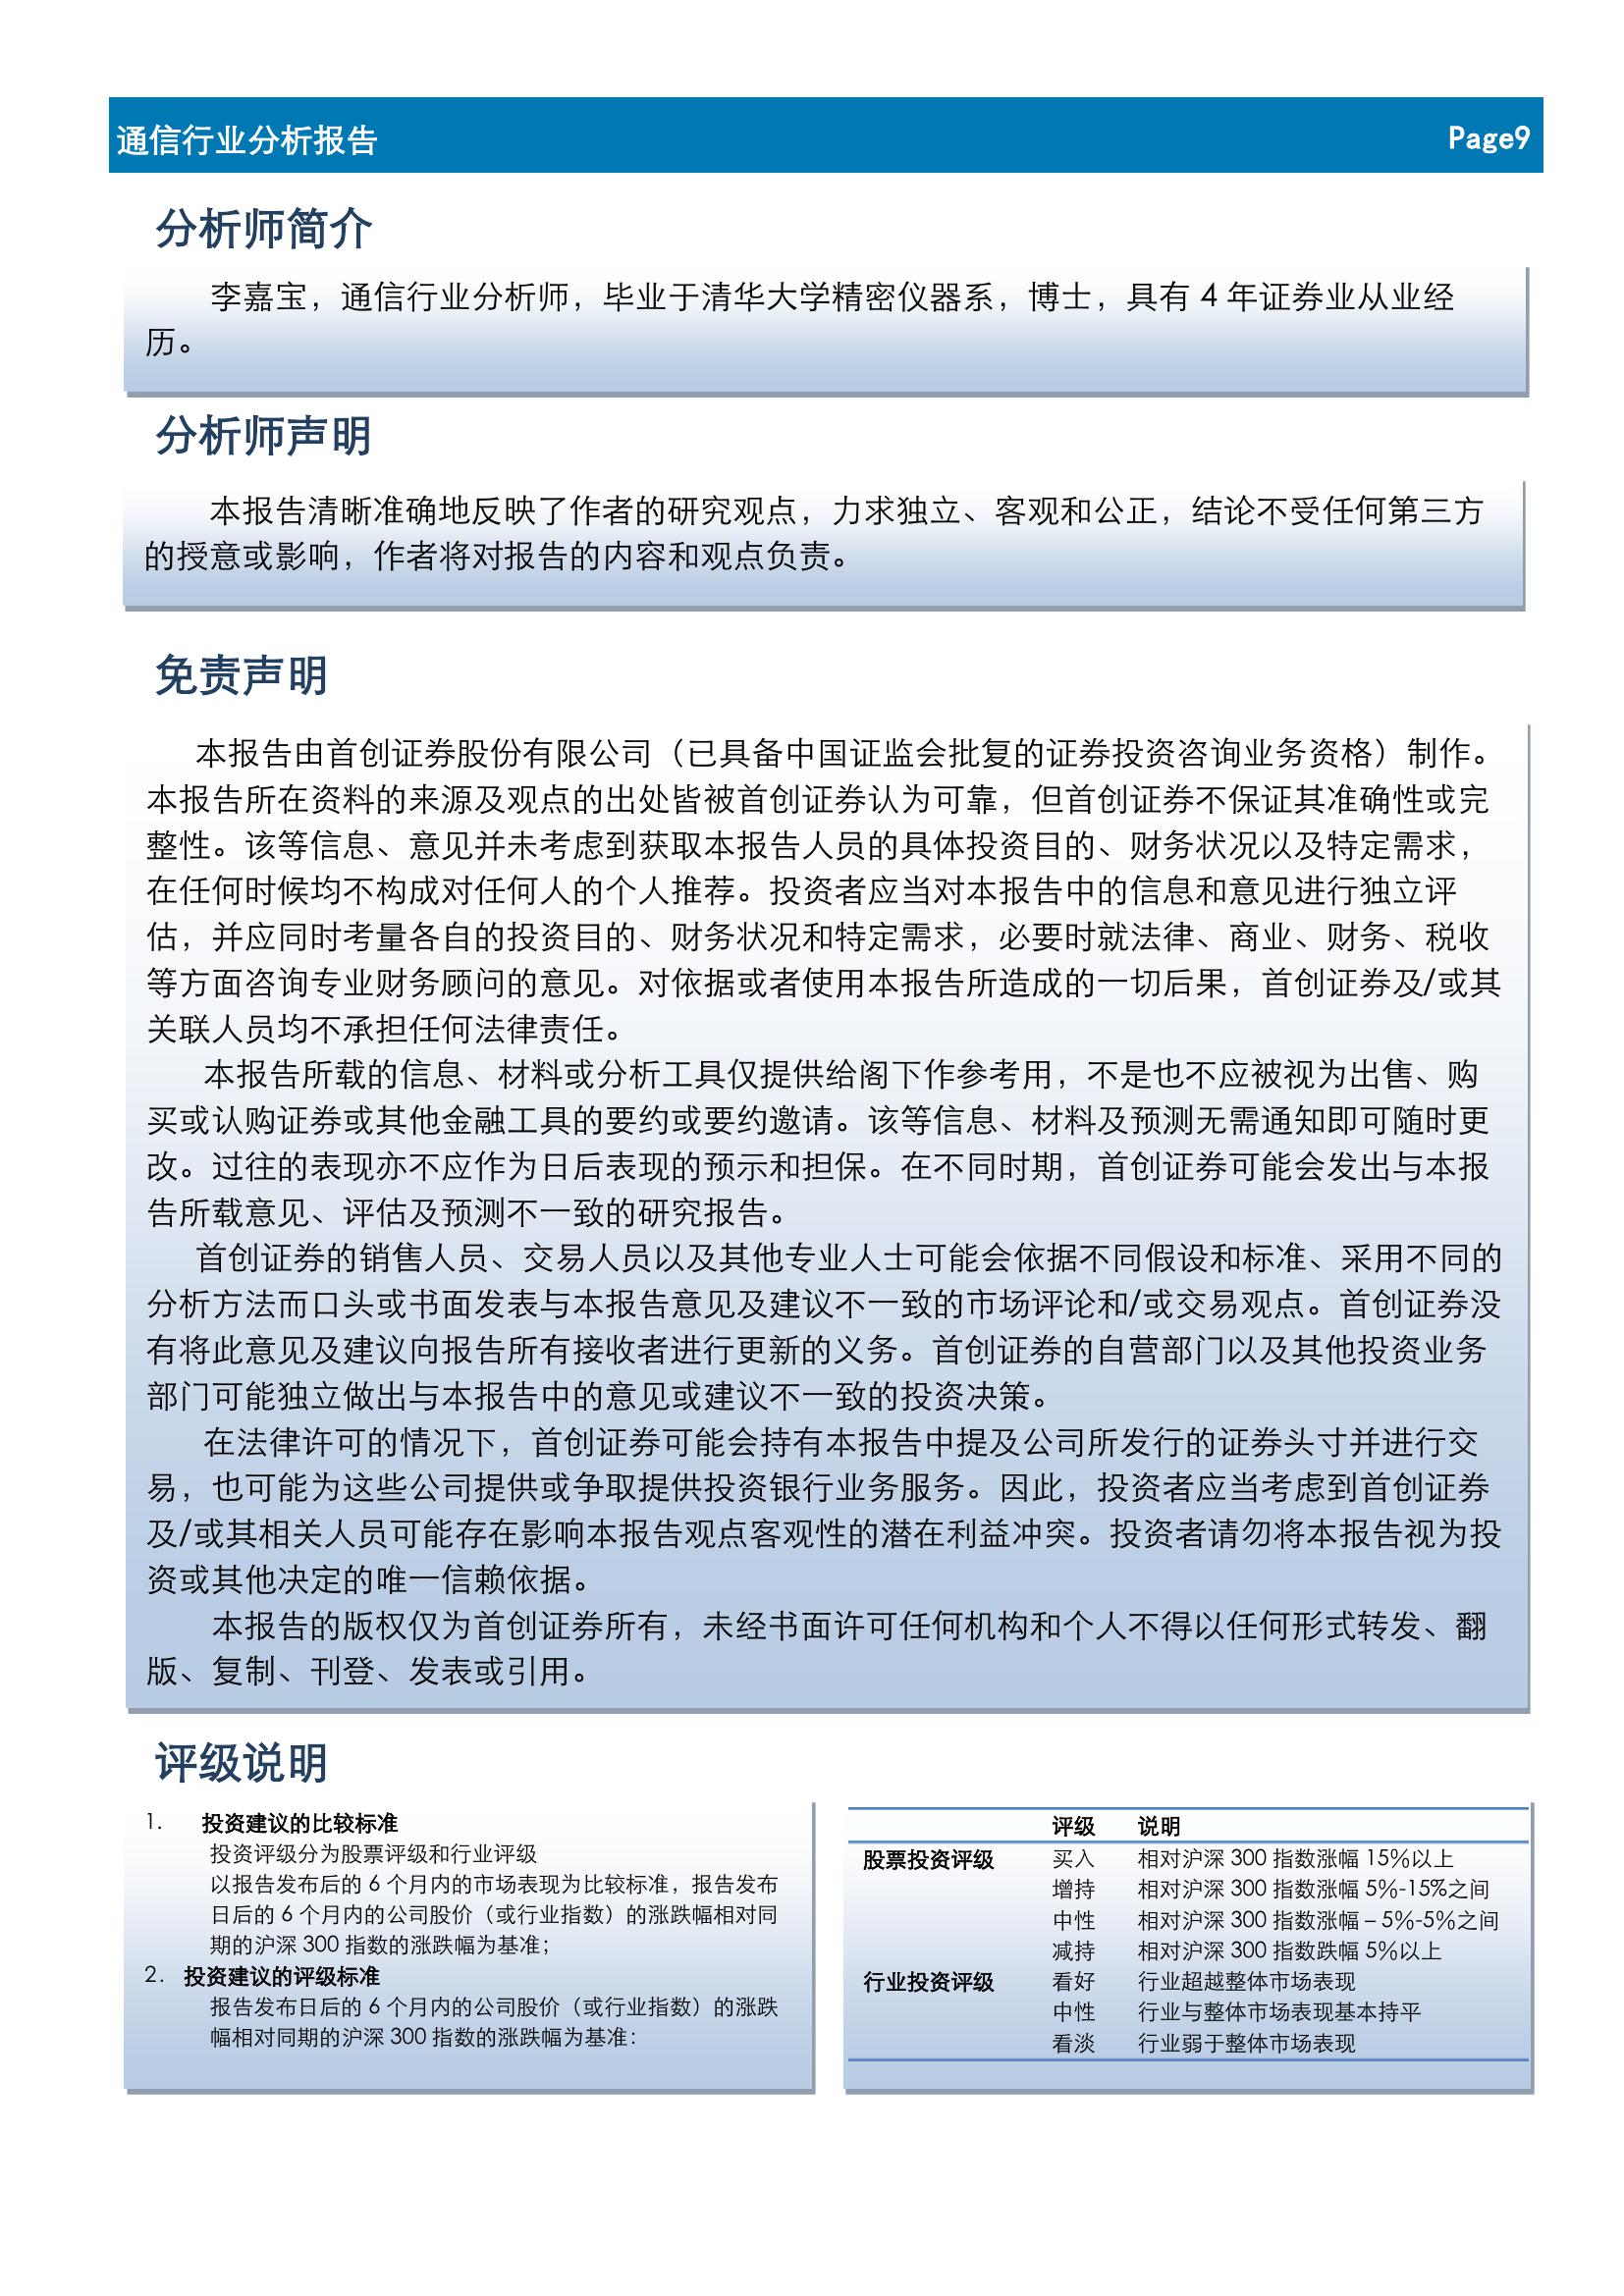 通信行业分析报告 Page9
分析师简介
李嘉宝，通信行业分析师，毕业于清华大学精密仪器系，博士，具有 4 年证券业从业经
历。
分析师声明
本报告清晰准确地反映了作者的研究观点，力求独立、客观和公正，结论不受任何第三方
的授意或影响，作者将对报告的内容和观点负责。
免责声明
本报告由首创证券股份有限公司（已具备中国证监会批复的证券投资咨询业务资格）制作。
本报告所在资料的来源及观点的出处皆被首创证券认为可靠，但首创证券不保证其准确性或完
整性。该等信息、意见并未考虑到获取本报告人员的具体投资目的、财务状况以及特定需求，
在任何时候均不构成对任何人的个人推荐。投资者应当对本报告中的信息和意见进行独立评
估，并应同时考量各自的投资目的、财务状况和特定需求，必要时就法律、商业、财务、税收
等方面咨询专业财务顾问的意见。对依据或者使用本报告所造成的一切后果，首创证券及/或其
关联人员均不承担任何法律责任。
本报告所载的信息、材料或分析工具仅提供给阁下作参考用，不是也不应被视为出售、购
买或认购证券或其他金融工具的要约或要约邀请。该等信息、材料及预测无需通知即可随时更
改。过往的表现亦不应作为日后表现的预示和担保。在不同时期，首创证券可能会发出与本报
告所载意见、评估及预测不一致的研究报告。
首创证券的销售人员、交易人员以及其他专业人士可能会依据不同假设和标准、采用不同的
分析方法而口头或书面发表与本报告意见及建议不一致的市场评论和/或交易观点。首创证券没
有将此意见及建议向报告所有接收者进行更新的义务。首创证券的自营部门以及其他投资业务
部门可能独立做出与本报告中的意见或建议不一致的投资决策。
在法律许可的情况下，首创证券可能会持有本报告中提及公司所发行的证券头寸并进行交
易，也可能为这些公司提供或争取提供投资银行业务服务。因此，投资者应当考虑到首创证券
及/或其相关人员可能存在影响本报告观点客观性的潜在利益冲突。投资者请勿将本报告视为投
资或其他决定的唯一信赖依据。
本报告的版权仅为首创证券所有，未经书面许可任何机构和个人不得以任何形式转发、翻
版、复制、刊登、发表或引用。
评级说明
1. 投资建议的比较标准
投资评级分为股票评级和行业评级
以报告发布后的 6 个月内的市场表现为比较标准，报告发布
日后的 6 个月内的公司股价（或行业指数）的涨跌幅相对同
期的沪深 300 指数的涨跌幅为基准；
2. 投资建议的评级标准
报告发布日后的 6 个月内的公司股价（或行业指数）的涨跌
幅相对同期的沪深 300 指数的涨跌幅为基准：
评级 说明
股票投资评级 买入 相对沪深 300 指数涨幅 15%以上
增持 相对沪深 300 指数涨幅 5%-15%之间
中性 相对沪深 300 指数涨幅 – 5%-5%之间
减持 相对沪深 300 指数跌幅 5%以上
行业投资评级 看好 行业超越整体市场表现
中性 行业与整体市场表现基本持平
看淡 行业弱于整体市场表现